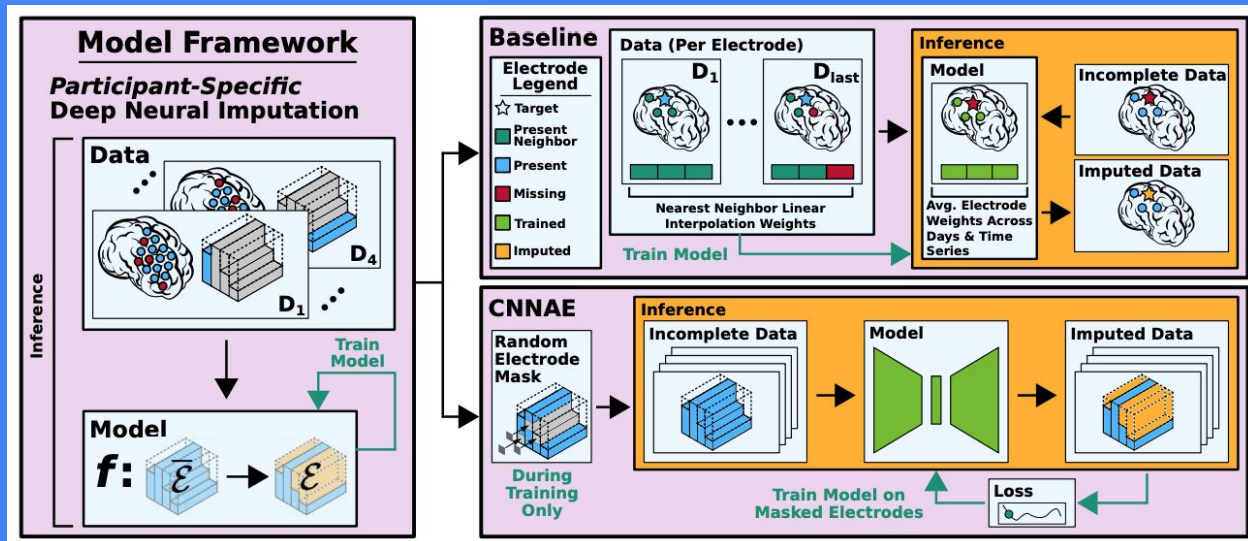 Model Framework
Participant-Specific
Deep Neural Imputation
Inference
Data
D4
D1
Train
Model
Model
f:
ℰ̅
ℰ
Baseline
Electrode
Legend
Target
Present
Neighbor
Present
Missing
Trained
Imputed
Data (Per Electrode)
D1
Dlast
Nearest Neighbor Linear
Interpolation Weights
Train Model
Inference
Model
Avg. Electrode
Weights Across
Days & Time
Series
Incomplete Data
Imputed Data
CNNAE
Random
Electrode
Mask
During
Training
Only
Inference
Incomplete Data
Model
Imputed Data
Train Model on
Masked Electrodes
Loss